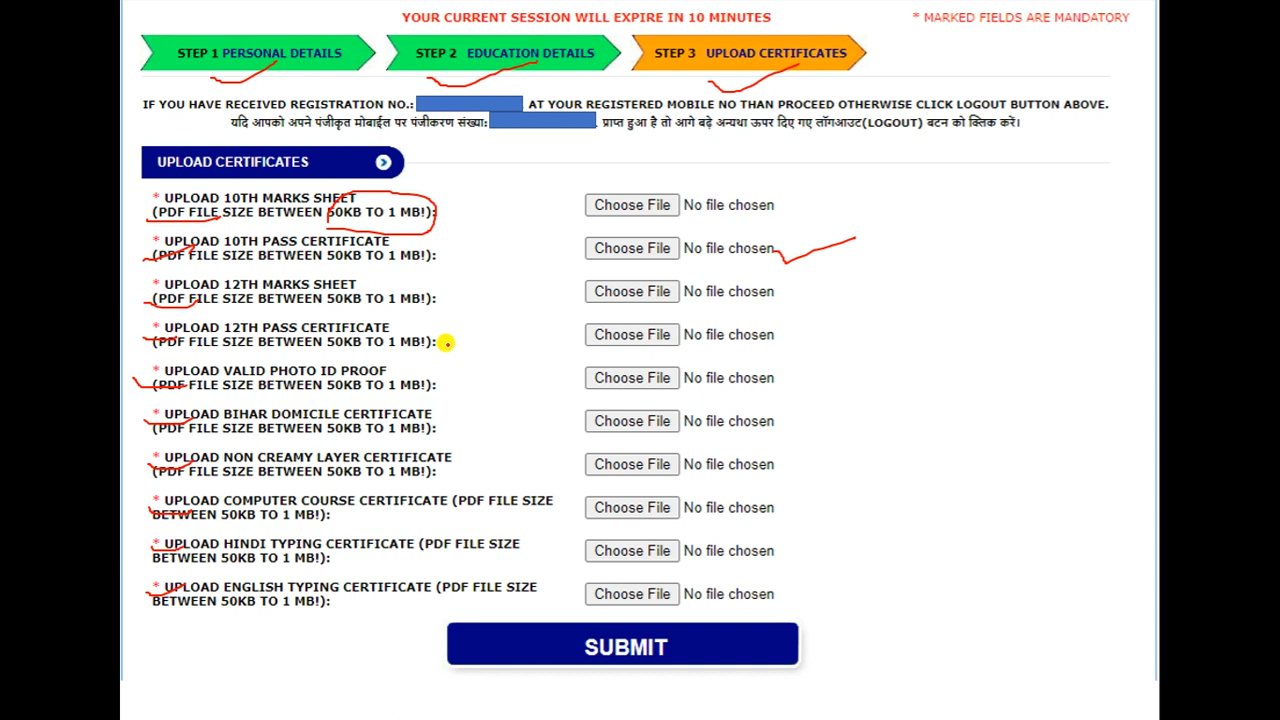 YOUR CURRENT SESSION WILL EXPIRE IN 10 MINUTES
* MARKED FIELDS ARE MANDATORY
STEP 1 PERSONAL DETAILS
STEP 2 EDUCATION DETAILS
STEP 3 UPLOAD CERTIFICATES
IF YOU HAVE RECEIVED REGISTRATION NO.: AT YOUR REGISTERED MOBILE NO THAN PROCEED OTHERWISE CLICK LOGOUT BUTTON ABOVE.
यदि आपको अपने पंजीकृत मोबाईल पर पंजीकरण संख्या: प्राप्त हुआ है तो आगे बढ़े अन्यथा ऊपर दिए गए लॉगआउट(LOGOUT) बटन को क्लिक करें।
UPLOAD CERTIFICATES
* UPLOAD 10TH MARKS SHEET
(PDF FILE SIZE BETWEEN 50KB TO 1 MB!):
Choose File No file chosen
* UPLOAD 10TH PASS CERTIFICATE
(PDF FILE SIZE BETWEEN 50KB TO 1 MB!):
Choose File No file chosen
* UPLOAD 12TH MARKS SHEET
(PDF FILE SIZE BETWEEN 50KB TO 1 MB!):
Choose File No file chosen
* UPLOAD 12TH PASS CERTIFICATE
(PDF FILE SIZE BETWEEN 50KB TO 1 MB!):
Choose File No file chosen
* UPLOAD VALID PHOTO ID PROOF
(PDF FILE SIZE BETWEEN 50KB TO 1 MB!):
Choose File No file chosen
* UPLOAD BIHAR DOMICILE CERTIFICATE
(PDF FILE SIZE BETWEEN 50KB TO 1 MB!):
Choose File No file chosen
* UPLOAD NON CREAMY LAYER CERTIFICATE
(PDF FILE SIZE BETWEEN 50KB TO 1 MB!):
Choose File No file chosen
* UPLOAD COMPUTER COURSE CERTIFICATE (PDF FILE SIZE
BETWEEN 50KB TO 1 MB!):
Choose File No file chosen
* UPLOAD HINDI TYPING CERTIFICATE (PDF FILE SIZE
BETWEEN 50KB TO 1 MB!):
Choose File No file chosen
* UPLOAD ENGLISH TYPING CERTIFICATE (PDF FILE SIZE
BETWEEN 50KB TO 1 MB!):
Choose File No file chosen
SUBMIT